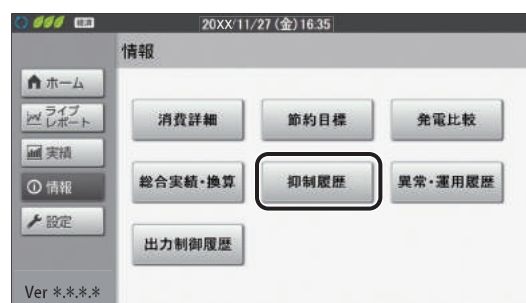 経済
20XX/11/27 (金) 16:35
情報
ホーム
ライブ
レポート
実績
情報
設定
消費詳細
節約目標
発電比較
総合実績・換算
抑制履歴
異常・運用履歴
出力制御履歴
Ver *.*.*.*